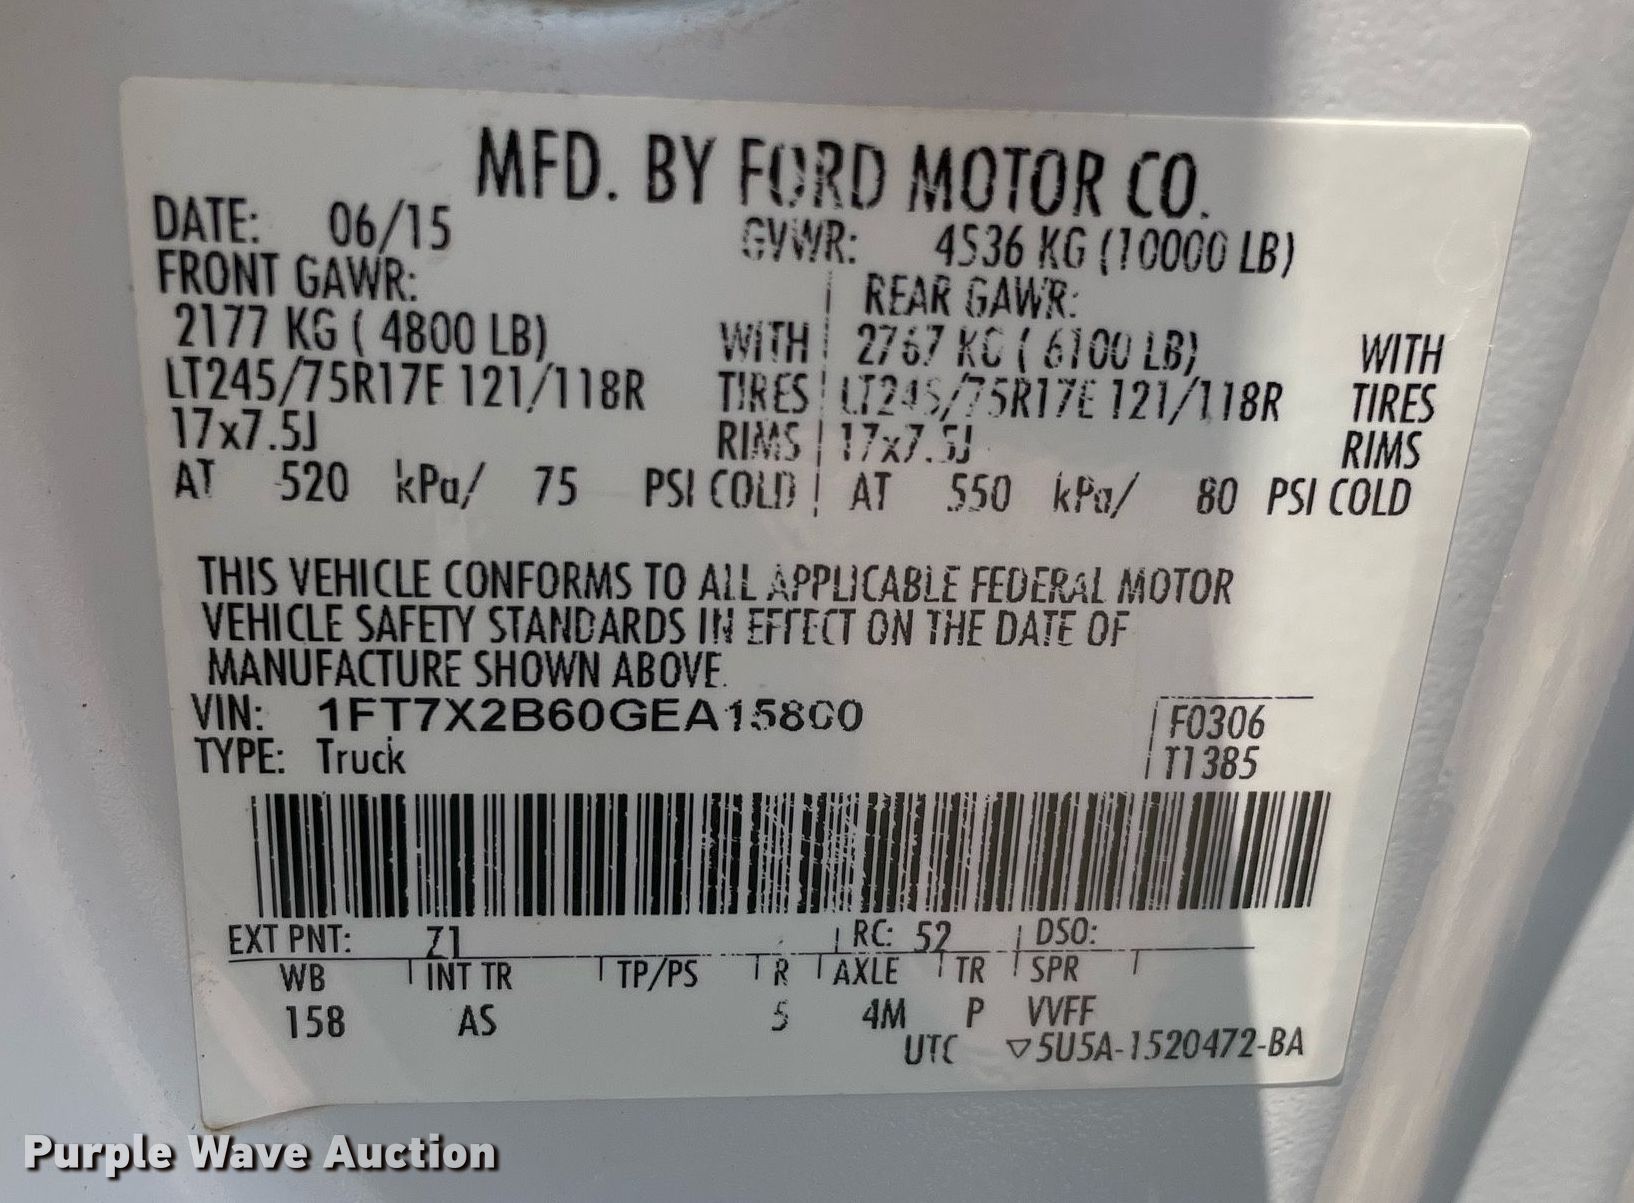 MFD. BY FORD MOTOR CO.
DATE: 06/15 GVWR: 4536 KG (10000 LB)
FRONT GAWR: REAR GAWR:
2177 KG ( 4800 LB) WITH 2767 KG ( 6100 LB) WITH
LT245/75R17E 121/118R TIRES LT245/75R17E 121/118R TIRES
17x7.5J RIMS 17x7.5J RIMS
AT 520 kPa/ 75 PSI COLD AT 550 kPa/ 80 PSI COLD
THIS VEHICLE CONFORMS TO ALL APPLICABLE FEDERAL MOTOR
VEHICLE SAFETY STANDARDS IN EFFECT ON THE DATE OF
MANUFACTURE SHOWN ABOVE.
VIN: 1FT7X2B60GEA15800 F0306
TYPE: Truck T1385
EXT PNT: Z1 RC: 52 DSO:
WB INT TR TP/PS R AXLE TR SPR
158 AS 5 4M P VVFF
UTC ▽5U5A-1520472-BA
Purple Wave Auction